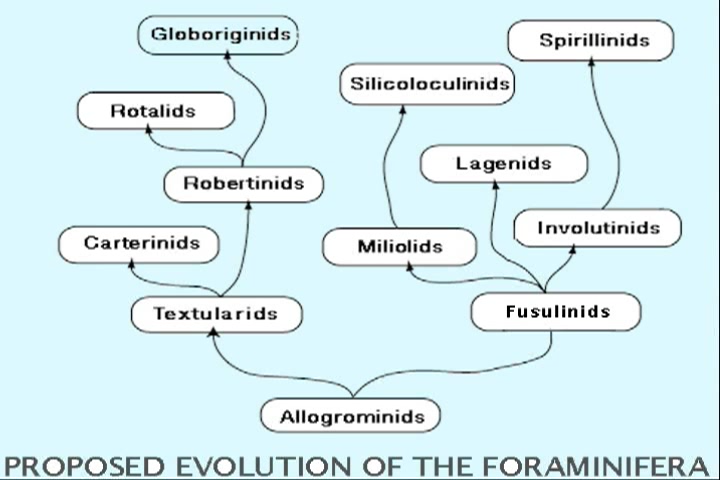 Globoriginids
Spirillinids
Silicoloculinids
Rotalids
Lagenids
Robertinids
Involutinids
Carterinids
Miliolids
Textularids
Fusulinids
Allogrominids
PROPOSED EVOLUTION OF THE FORAMINIFERA